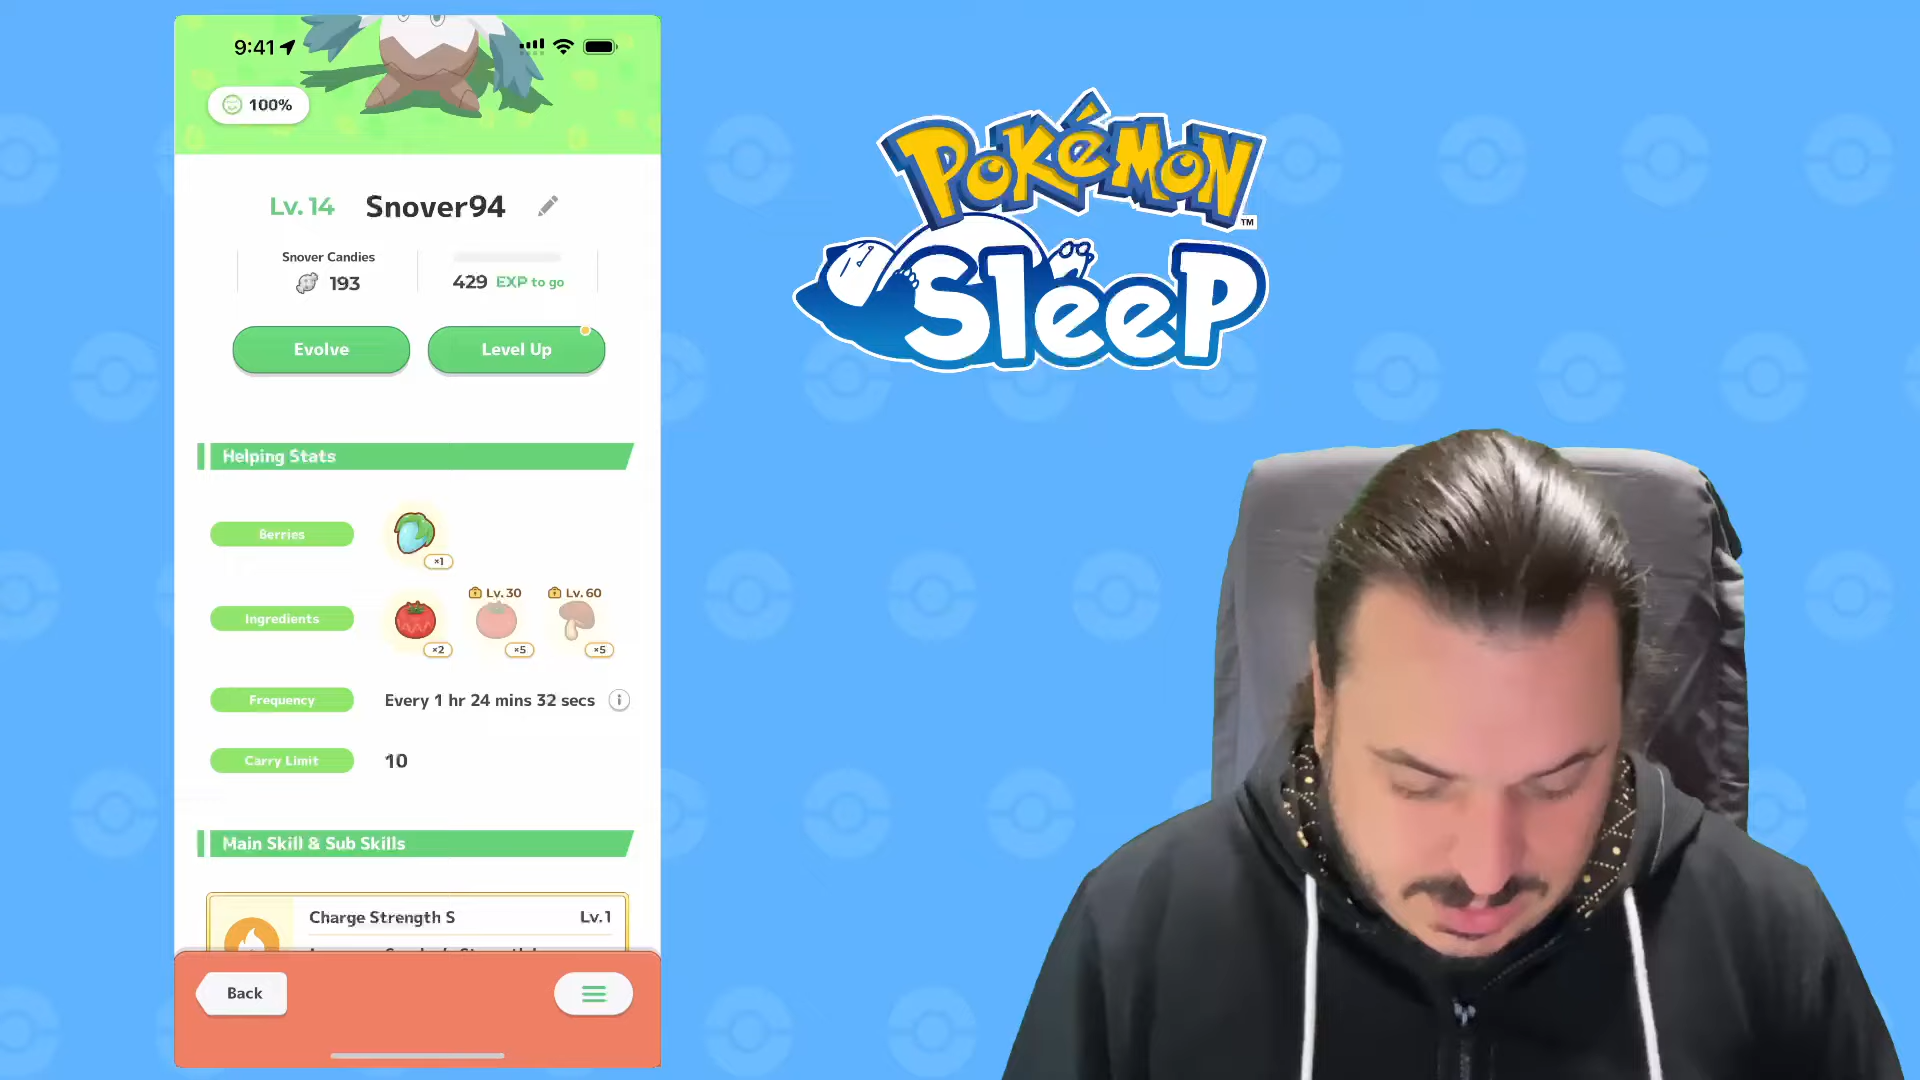 9:41
100%
Lv. 14 Snover94
Snover Candies
193
429 EXP to go
Evolve
Level Up
Helping Stats
Berries
×1
Ingredients
Lv. 30
Lv. 60
×2
×5
×5
Frequency
Every 1 hr 24 mins 32 secs
Carry Limit
10
Main Skill & Sub Skills
Charge Strength S
Lv.1
Back
POKéMON
TM
Sleep